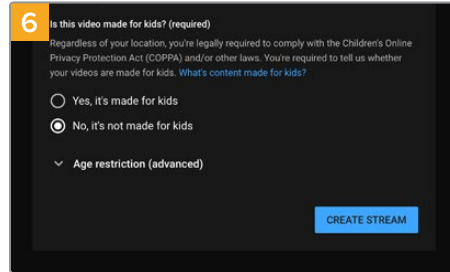 6
Is this video made for kids? (required)
Regardless of your location, you're legally required to comply with the Children's Online
Privacy Protection Act (COPPA) and/or other laws. You're required to tell us whether
your videos are made for kids. What's content made for kids?
Yes, it's made for kids
No, it's not made for kids
Age restriction (advanced)
CREATE STREAM